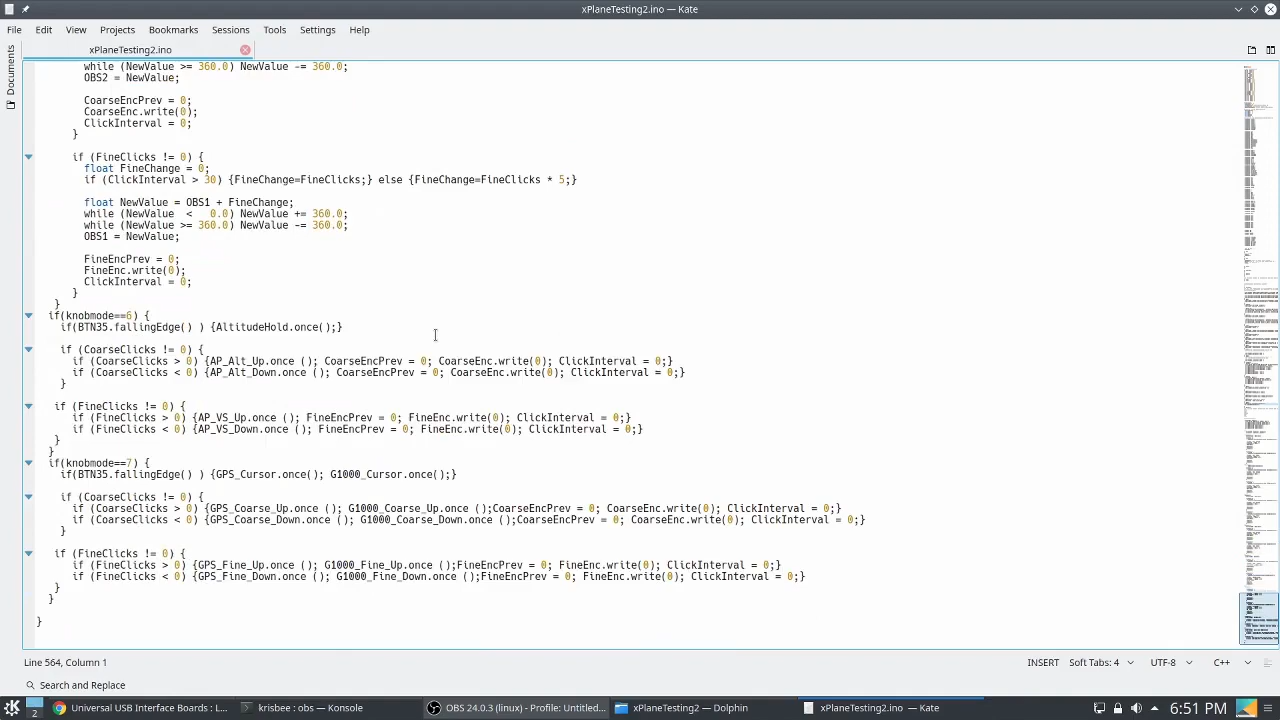 xPlaneTesting2.ino — Kate
File Edit View Projects Bookmarks Sessions Tools Settings Help
xPlaneTesting2.ino
Documents
while (NewValue >= 360.0) NewValue -= 360.0;
OBS2 = NewValue;
CoarseEncPrev = 0;
CoarseEnc.write(0);
ClickInterval = 0;
}
if (FineClicks != 0) {
float FineChange = 0;
if (ClickInterval > 30) {FineChange=FineClicks;} else {FineChange=FineClicks * 5;}
float NewValue = OBS1 + FineChange;
while (NewValue < 0.0) NewValue += 360.0;
while (NewValue >= 360.0) NewValue -= 360.0;
OBS1 = NewValue;
FineEncPrev = 0;
FineEnc.write(0);
ClickInterval = 0;
}
}
if(knobmode==6) {
if(BTN35.fallingEdge() ) {AltitudeHold.once();}
if (CoarseClicks != 0) {
if (CoarseClicks > 0) {AP_Alt_Up.once (); CoarseEncPrev = 0; CoarseEnc.write(0); ClickInterval = 0;}
if (CoarseClicks < 0) {AP_Alt_Down.once (); CoarseEncPrev = 0; CoarseEnc.write(0); ClickInterval = 0;}
}
if (FineClicks != 0) {
if (FineClicks > 0) {AP_VS_Up.once (); FineEncPrev = 0; FineEnc.write(0); ClickInterval = 0;}
if (FineClicks < 0) {AP_VS_Down.once (); FineEncPrev = 0; FineEnc.write(0); ClickInterval = 0;}
}
}
if(knobmode==7) {
if(BTN35.fallingEdge() ) {GPS_Cursor.once(); G1000_Cursor.once();}
if (CoarseClicks != 0) {
if (CoarseClicks > 0) {GPS_Coarse_Up.once (); G1000_Coarse_Up.once();CoarseEncPrev = 0; CoarseEnc.write(0); ClickInterval = 0;}
if (CoarseClicks < 0) {GPS_Coarse_Down.once (); G1000_Coarse_Down.once();CoarseEncPrev = 0; CoarseEnc.write(0); ClickInterval = 0;}
}
if (FineClicks != 0) {
if (FineClicks > 0) {GPS_Fine_Up.once (); G1000_Fine_Up.once();FineEncPrev = 0; FineEnc.write(0); ClickInterval = 0;}
if (FineClicks < 0) {GPS_Fine_Down.once (); G1000_Fine_Down.once();FineEncPrev = 0; FineEnc.write(0); ClickInterval = 0;}
}
}
}
Line 564, Column 1 INSERT Soft Tabs: 4 UTF-8 C++
Search and Replace
2 Universal USB Interface Boards : L... krisbee : obs — Konsole OBS 24.0.3 (linux) - Profile: Untitled... xPlaneTesting2 — Dolphin xPlaneTesting2.ino — Kate 6:51 PM